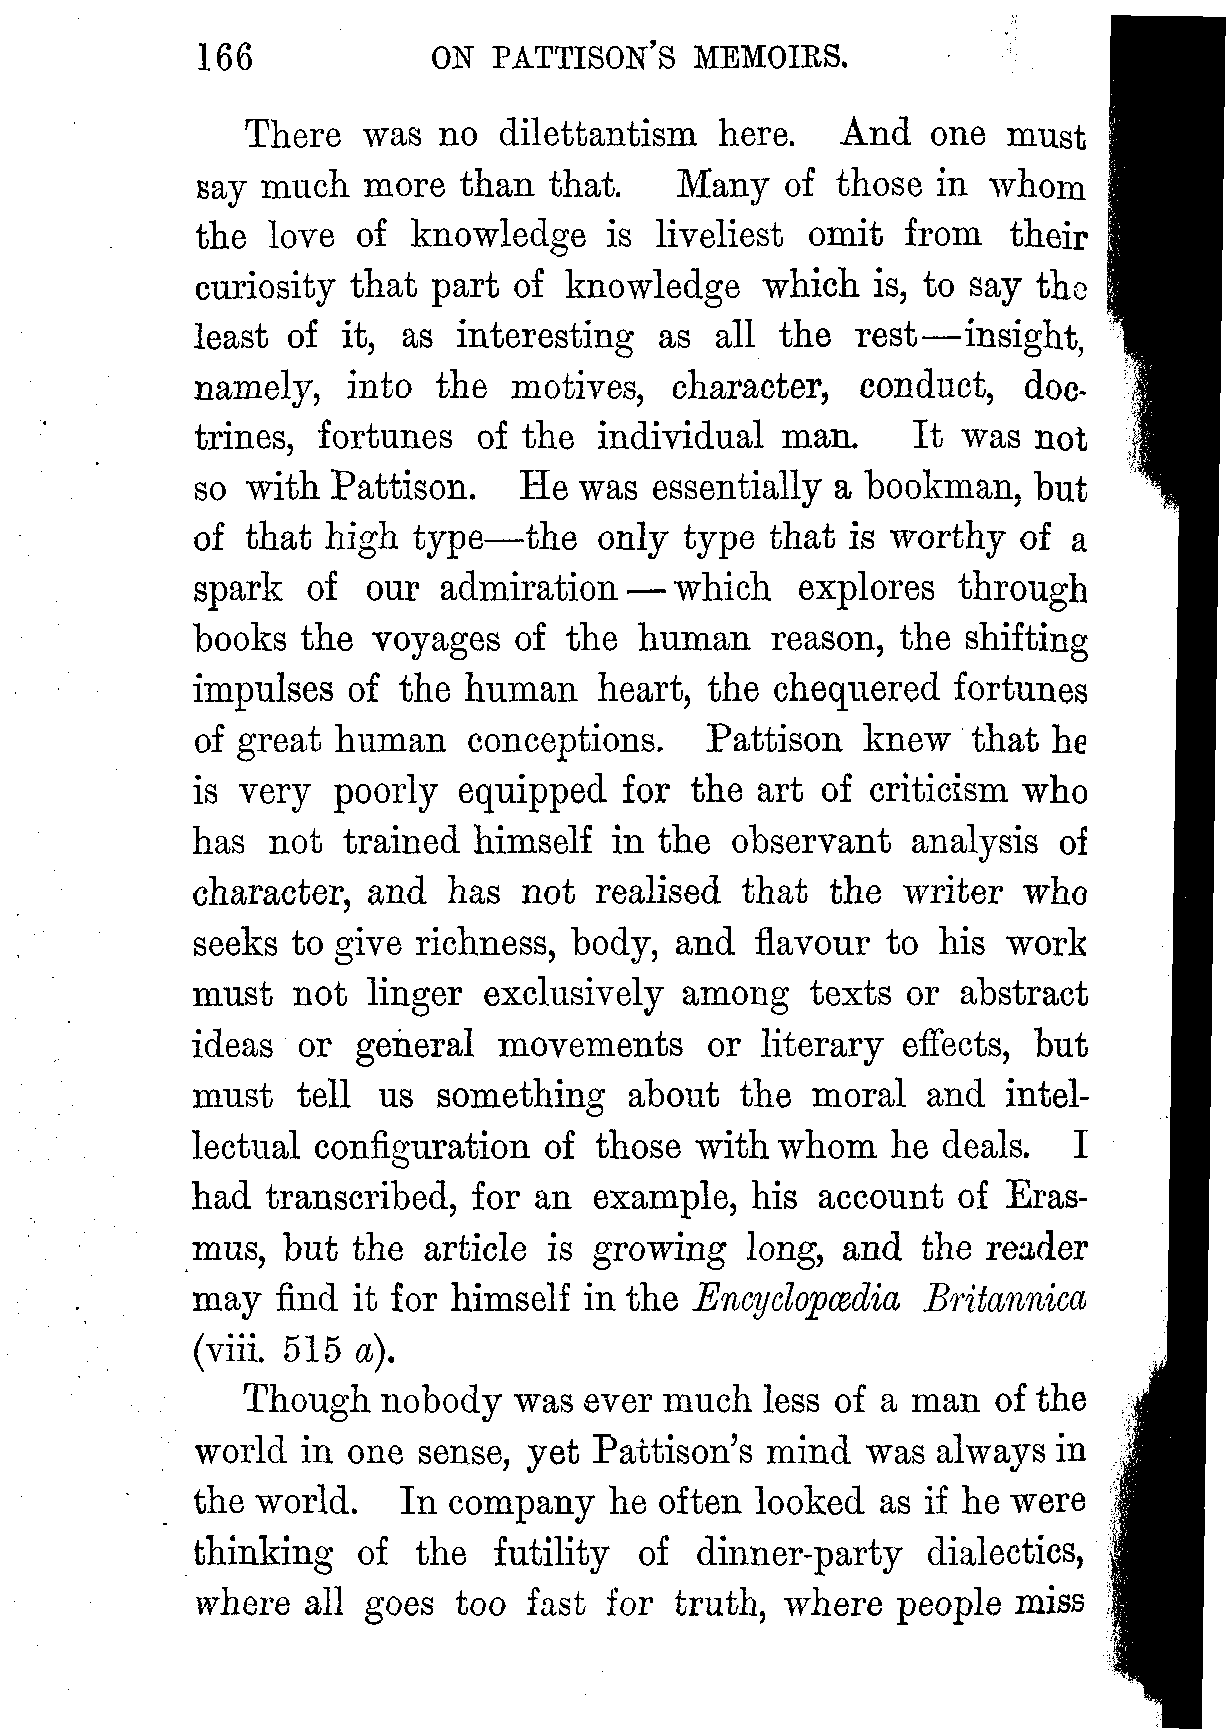 166 ON PATTISON'S MEMOIRS.
There was no dilettantism here. And one must
say much more than that. Many of those in whom
the love of knowledge is liveliest omit from their
curiosity that part of knowledge which is, to say the
least of it, as interesting as all the rest—insight,
namely, into the motives, character, conduct, doc-
trines, fortunes of the individual man. It was not
so with Pattison. He was essentially a bookman, but
of that high type—the only type that is worthy of a
spark of our admiration—which explores through
books the voyages of the human reason, the shifting
impulses of the human heart, the chequered fortunes
of great human conceptions. Pattison knew that he
is very poorly equipped for the art of criticism who
has not trained himself in the observant analysis of
character, and has not realised that the writer who
seeks to give richness, body, and flavour to his work
must not linger exclusively among texts or abstract
ideas or general movements or literary effects, but
must tell us something about the moral and intel-
lectual configuration of those with whom he deals. I
had transcribed, for an example, his account of Eras-
mus, but the article is growing long, and the reader
may find it for himself in the Encyclopædia Britannica
(viii. 515 a).
Though nobody was ever much less of a man of the
world in one sense, yet Pattison's mind was always in
the world. In company he often looked as if he were
thinking of the futility of dinner-party dialectics,
where all goes too fast for truth, where people miss